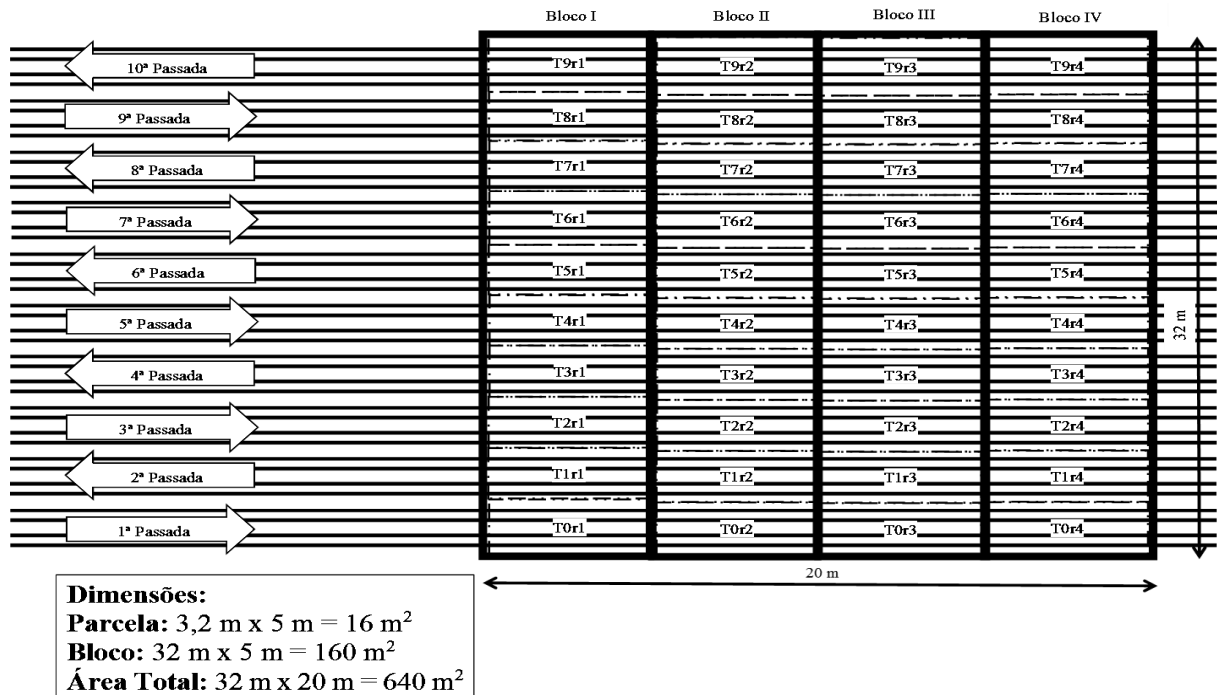 Bloco I Bloco II Bloco III Bloco IV
10ª Passada T9r1 T9r2 T9r3 T9r4
9ª Passada T8r1 T8r2 T8r3 T8r4
8ª Passada T7r1 T7r2 T7r3 T7r4
7ª Passada T6r1 T6r2 T6r3 T6r4
6ª Passada T5r1 T5r2 T5r3 T5r4
5ª Passada T4r1 T4r2 T4r3 T4r4
4ª Passada T3r1 T3r2 T3r3 T3r4
3ª Passada T2r1 T2r2 T2r3 T2r4
2ª Passada T1r1 T1r2 T1r3 T1r4
1ª Passada T0r1 T0r2 T0r3 T0r4
32 m
20 m
Dimensões:
Parcela: 3,2 m x 5 m = 16 m²
Bloco: 32 m x 5 m = 160 m²
Área Total: 32 m x 20 m = 640 m²